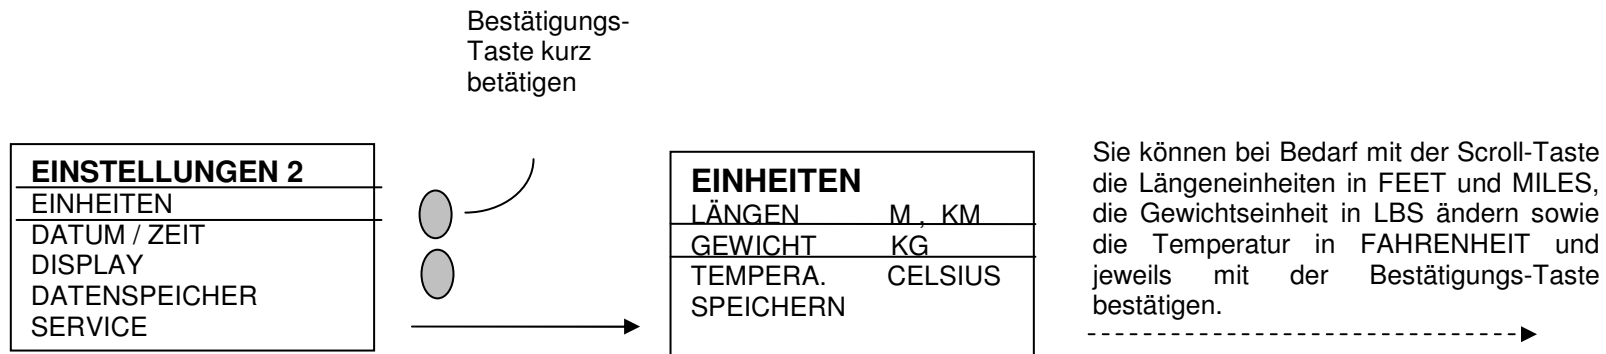 Bestätigungs-
Taste kurz
betätigen
EINSTELLUNGEN 2
EINHEITEN
DATUM / ZEIT
DISPLAY
DATENSPEICHER
SERVICE
EINHEITEN
LÄNGEN M , KM
GEWICHT KG
TEMPERA. CELSIUS
SPEICHERN
Sie können bei Bedarf mit der Scroll-Taste
die Längeneinheiten in FEET und MILES,
die Gewichtseinheit in LBS ändern sowie
die Temperatur in FAHRENHEIT und
jeweils mit der Bestätigungs-Taste
bestätigen.